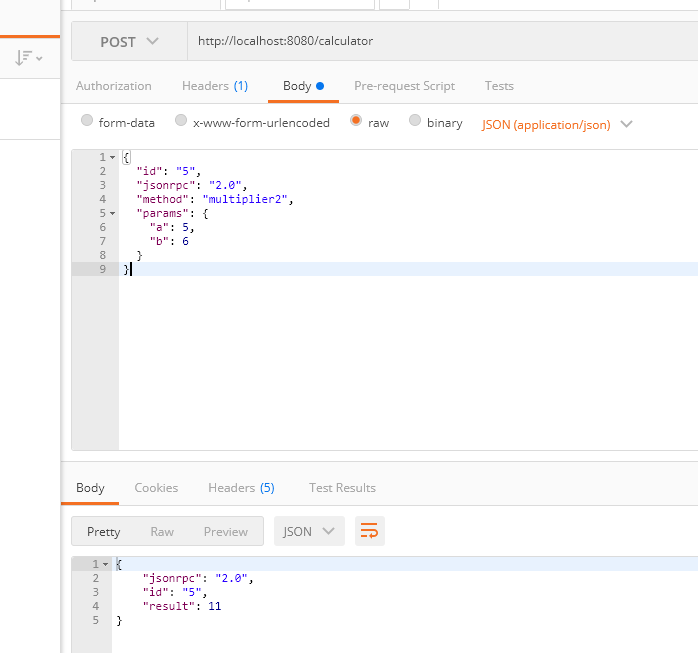 POST http://localhost:8080/calculator
Authorization Headers (1) Body Pre-request Script Tests
form-data x-www-form-urlencoded raw binary JSON (application/json)
1 {
2 "id": "5",
3 "jsonrpc": "2.0",
4 "method": "multiplier2",
5 "params": {
6 "a": 5,
7 "b": 6
8 }
9 }
Body Cookies Headers (5) Test Results
Pretty Raw Preview JSON
1 {
2 "jsonrpc": "2.0",
3 "id": "5",
4 "result": 11
5 }